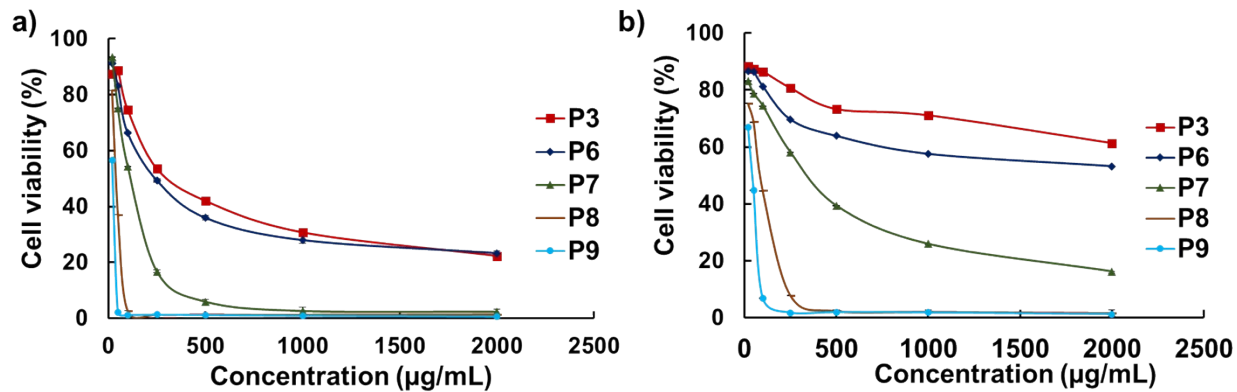 a)
Cell viability (%)
100
80
60
40
20
0
0 500 1000 1500 2000 2500
Concentration (µg/mL)
P3
P6
P7
P8
P9
b)
Cell viability (%)
100
80
60
40
20
0
0 500 1000 1500 2000 2500
Concentration (µg/mL)
P3
P6
P7
P8
P9